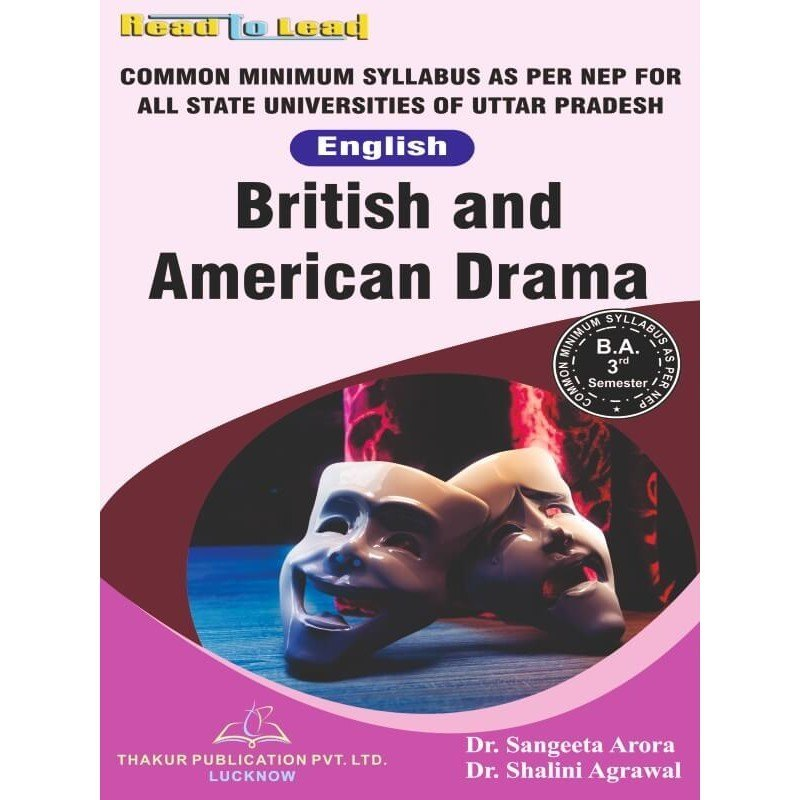 Read to Lead
COMMON MINIMUM SYLLABUS AS PER NEP FOR
ALL STATE UNIVERSITIES OF UTTAR PRADESH
English
British and
American Drama
COMMON MINIMUM SYLLABUS AS PER NEP
B.A.
3rd
Semester
THAKUR PUBLICATION PVT. LTD.
LUCKNOW
Dr. Sangeeta Arora
Dr. Shalini Agrawal